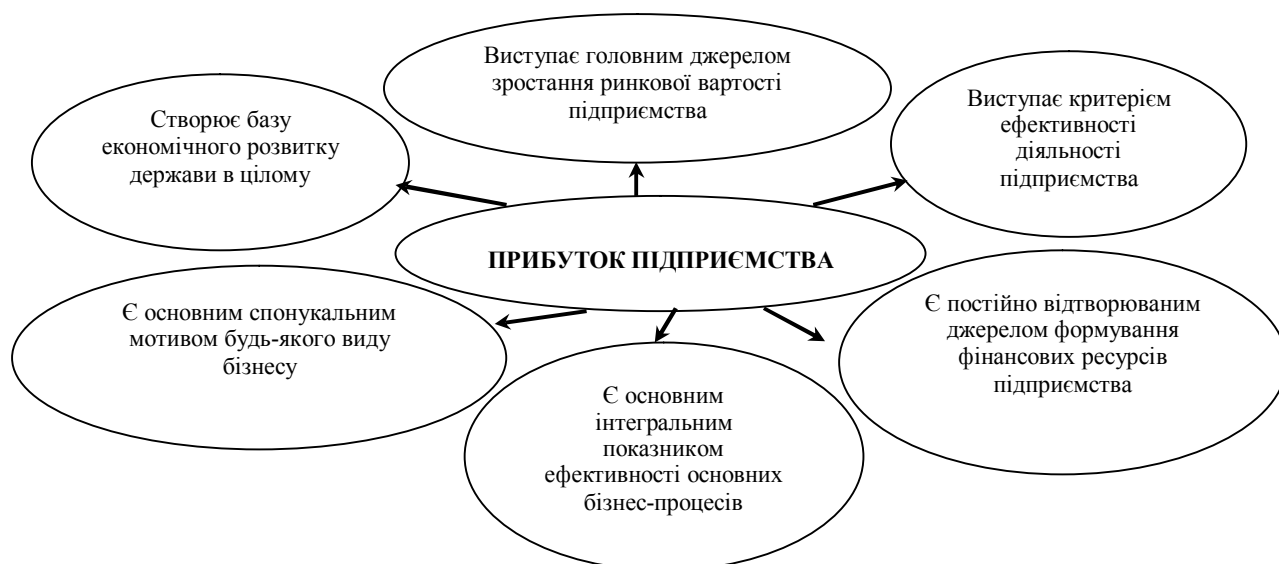 Виступає головним джерелом
зростання ринкової вартості
підприємства
Створює базу
економічного розвитку
держави в цілому
Виступає критерієм
ефективності
діяльності
підприємства
ПРИБУТОК ПІДПРИЄМСТВА
Є основним спонукальним
мотивом будь-якого виду
бізнесу
Є постійно відтворюваним
джерелом формування
фінансових ресурсів
підприємства
Є основним
інтегральним
показником
ефективності основних
бізнес-процесів